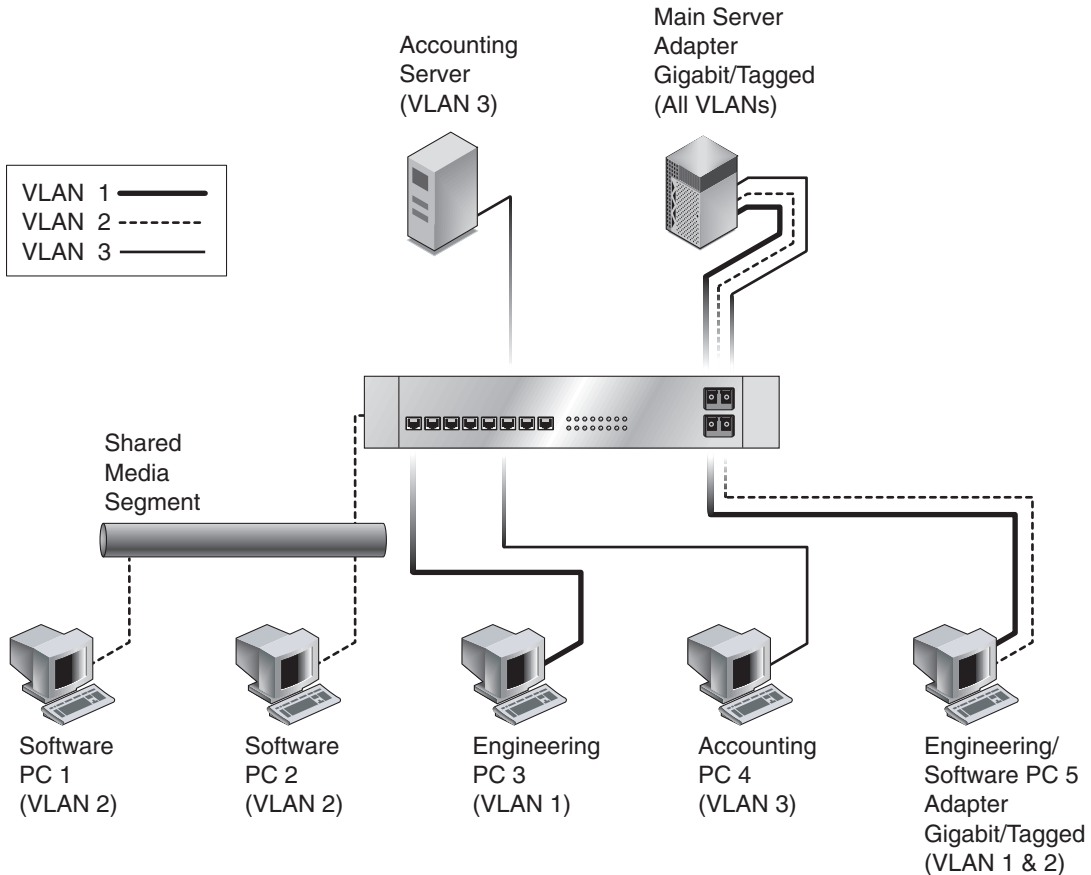 Accounting
Server
(VLAN 3)
Main Server
Adapter
Gigabit/Tagged
(All VLANs)
VLAN 1
VLAN 2
VLAN 3
Shared
Media
Segment
Software
PC 1
(VLAN 2)
Software
PC 2
(VLAN 2)
Engineering
PC 3
(VLAN 1)
Accounting
PC 4
(VLAN 3)
Engineering/
Software PC 5
Adapter
Gigabit/Tagged
(VLAN 1 & 2)